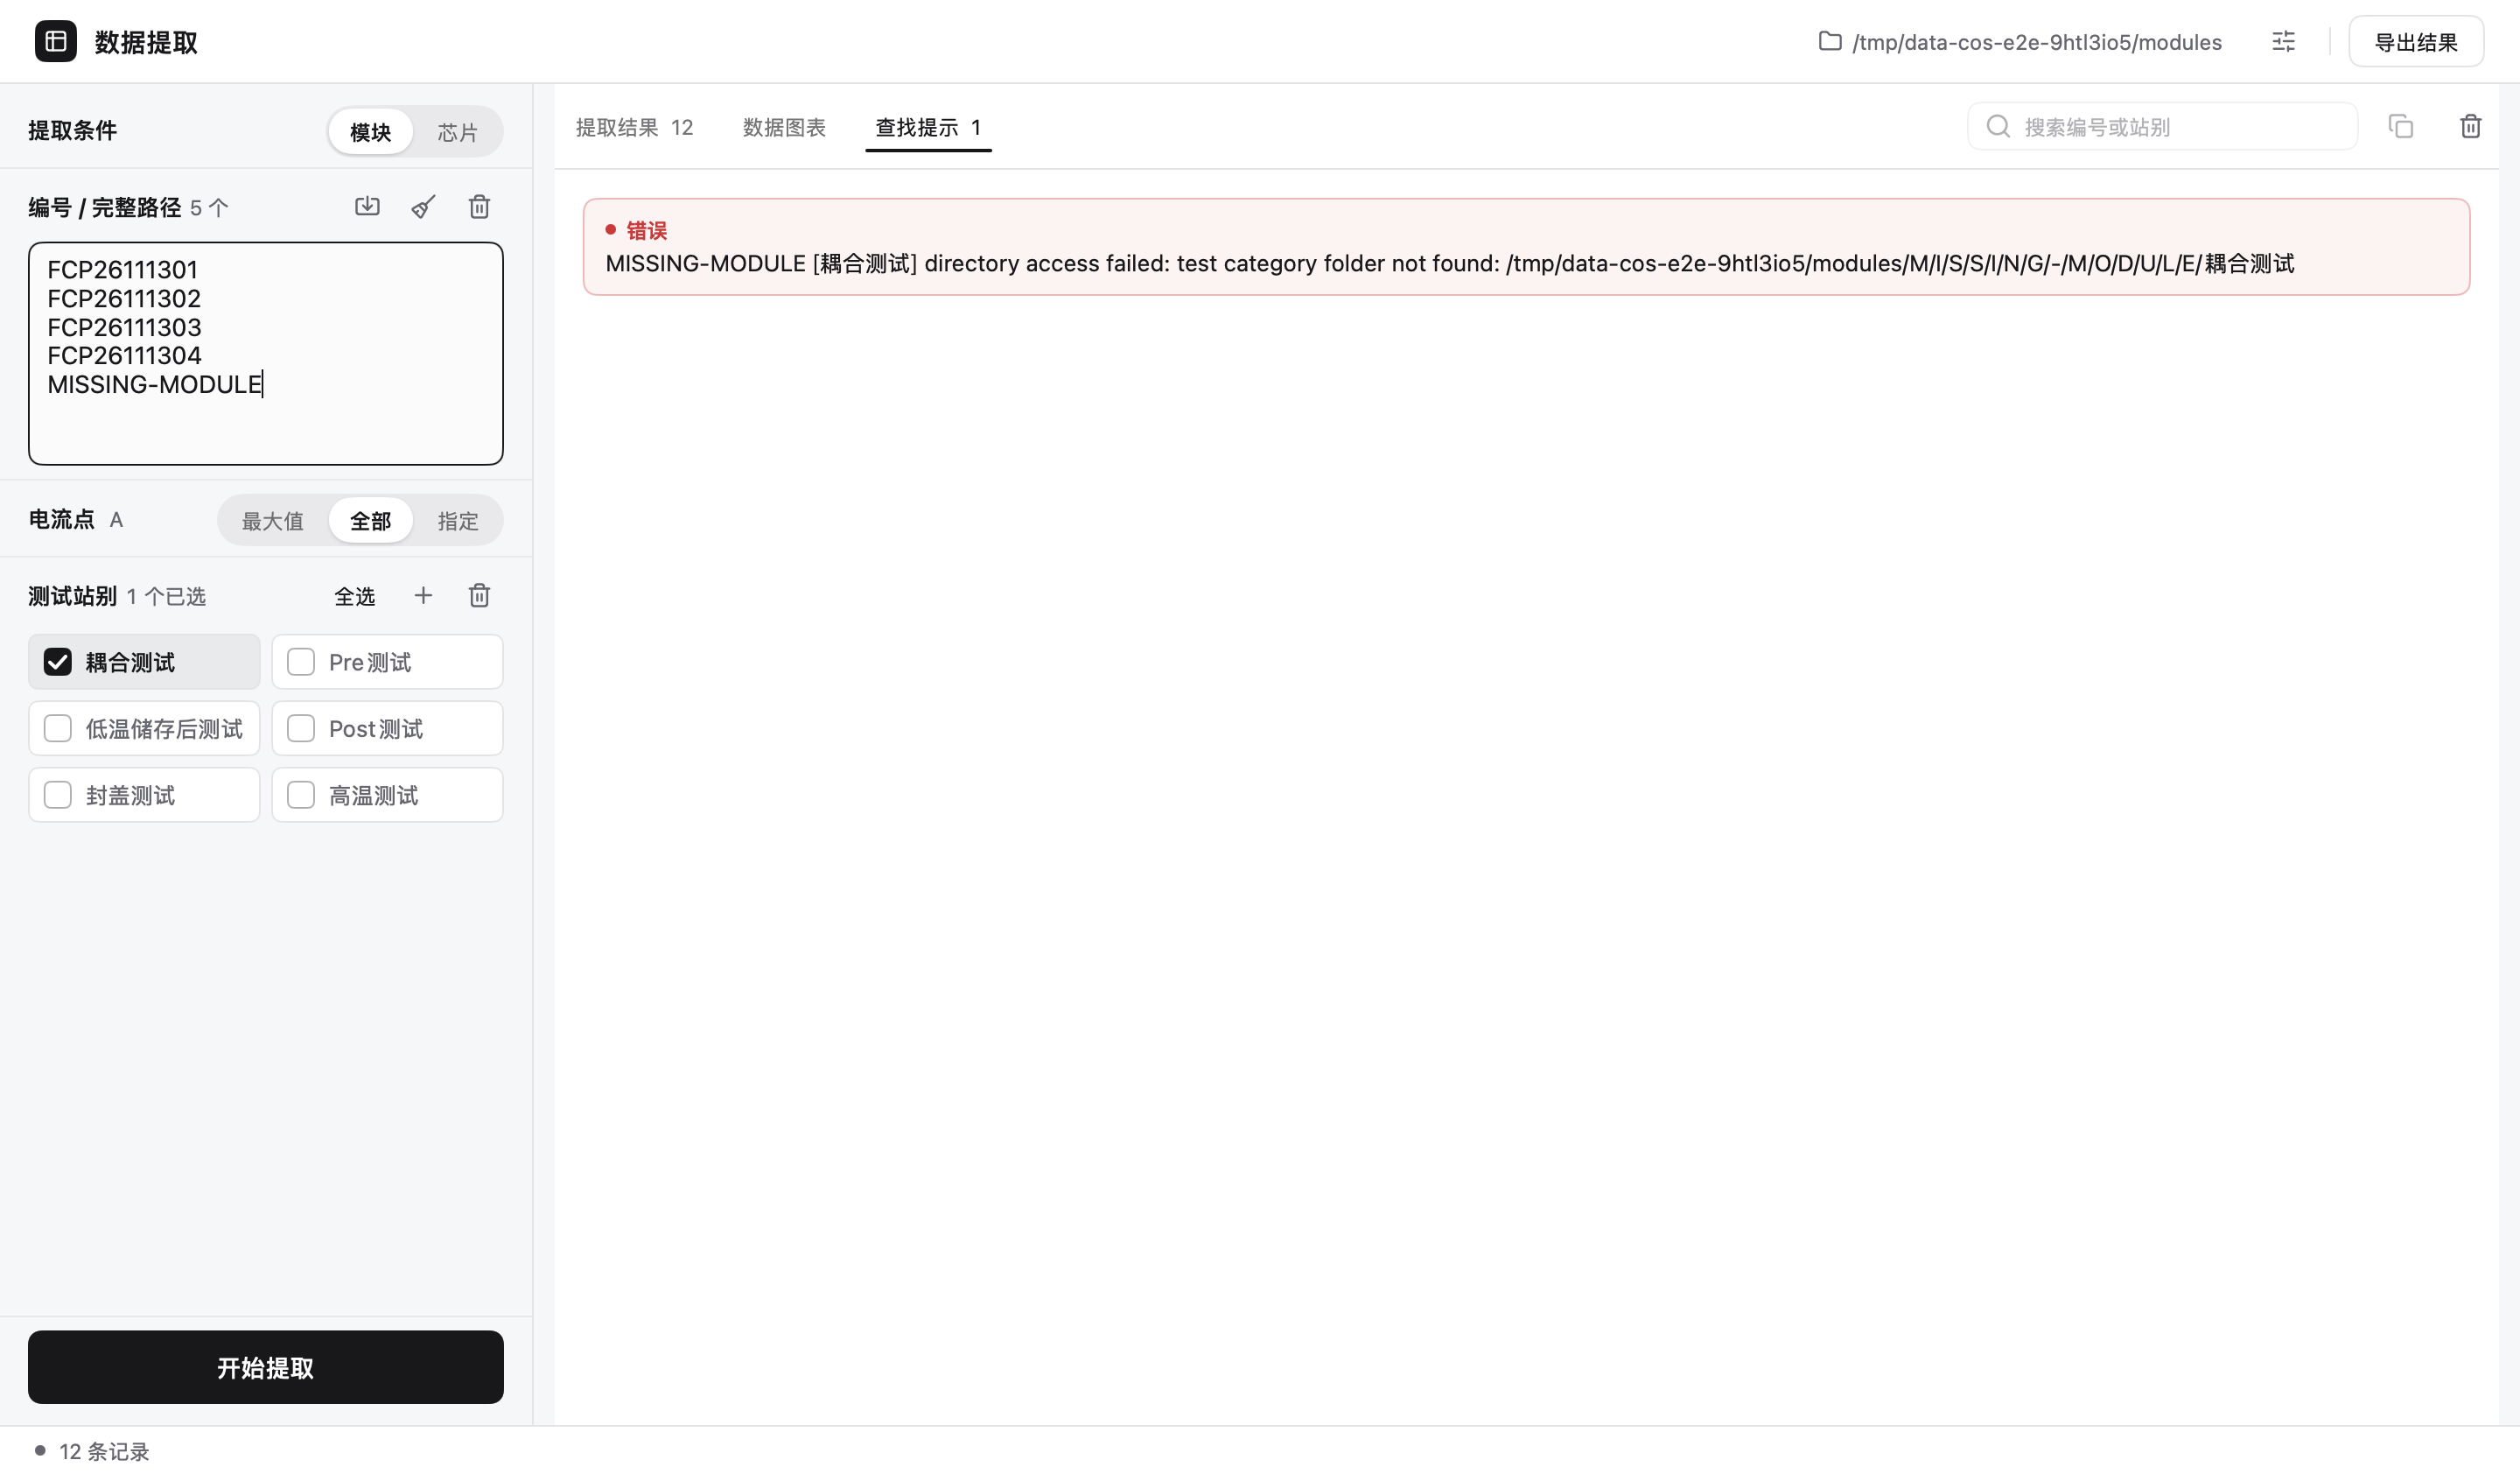 数据提取
/tmp/data-cos-e2e-9htl3io5/modules
导出结果
提取条件
模块
芯片
编号 / 完整路径 5 个
FCP26111301
FCP26111302
FCP26111303
FCP26111304
MISSING-MODULE
电流点 A
最大值
全部
指定
测试站别 1 个已选
全选
耦合测试
Pre测试
低温储存后测试
Post测试
封盖测试
高温测试
开始提取
提取结果 12
数据图表
查找提示 1
搜索编号或站别
错误
MISSING-MODULE [耦合测试] directory access failed: test category folder not found: /tmp/data-cos-e2e-9htl3io5/modules/M/I/S/S/I/N/G/-/M/O/D/U/L/E/耦合测试
12 条记录